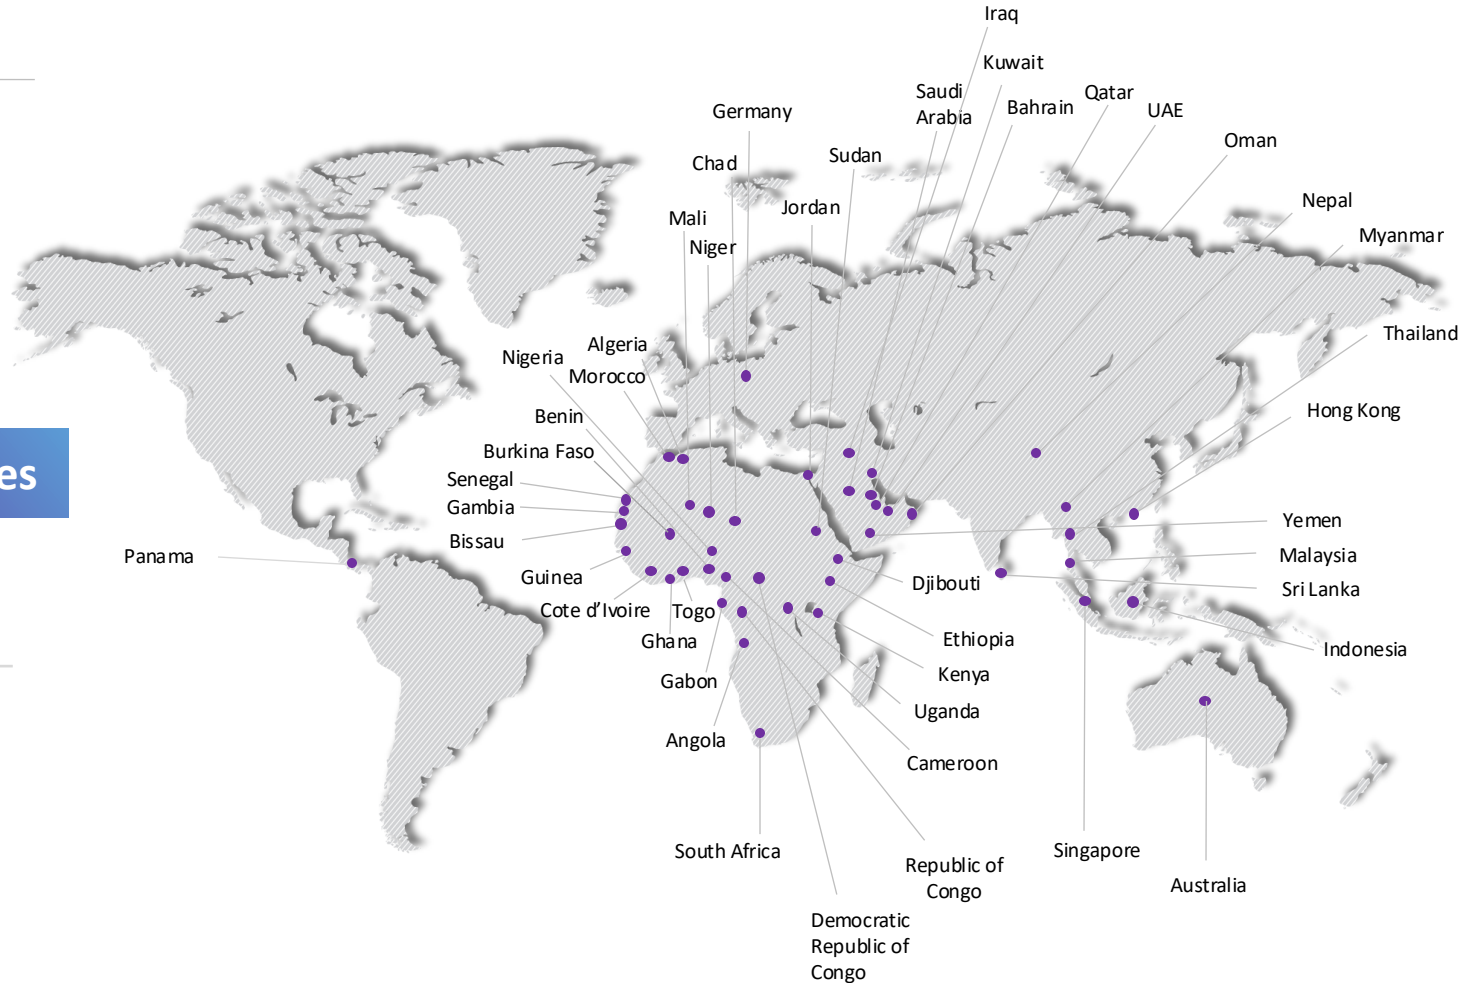 Iraq
Kuwait
Saudi
Arabia
Bahrain
Qatar
UAE
Germany
Oman
Chad
Sudan
Nepal
Jordan
Mali
Niger
Myanmar
Thailand
Algeria
Nigeria
Morocco
Hong Kong
Benin
Burkina Faso
es
Senegal
Gambia
Yemen
Bissau
Panama
Malaysia
Guinea
Djibouti
Sri Lanka
Cote d’Ivoire
Togo
Ghana
Ethiopia
Indonesia
Kenya
Gabon
Uganda
Angola
Cameroon
South Africa
Singapore
Republic of
Congo
Australia
Democratic
Republic of
Congo